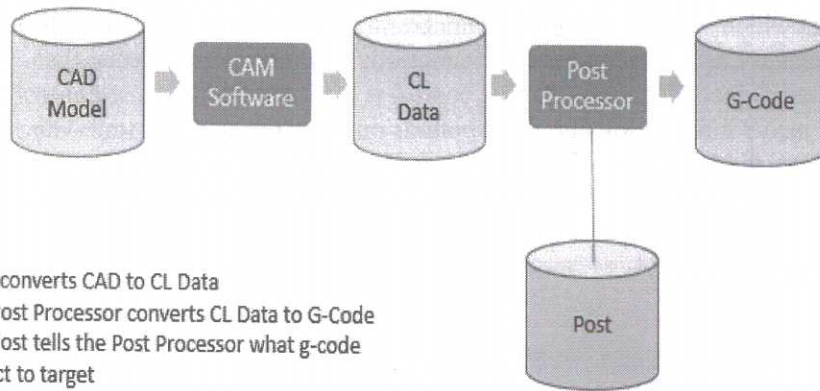 CAD
Model
CAM
Software
CL
Data
Post
Processor
G-Code
Post
converts CAD to CL Data
ost Processor converts CL Data to G-Code
ost tells the Post Processor what g-code
ct to target